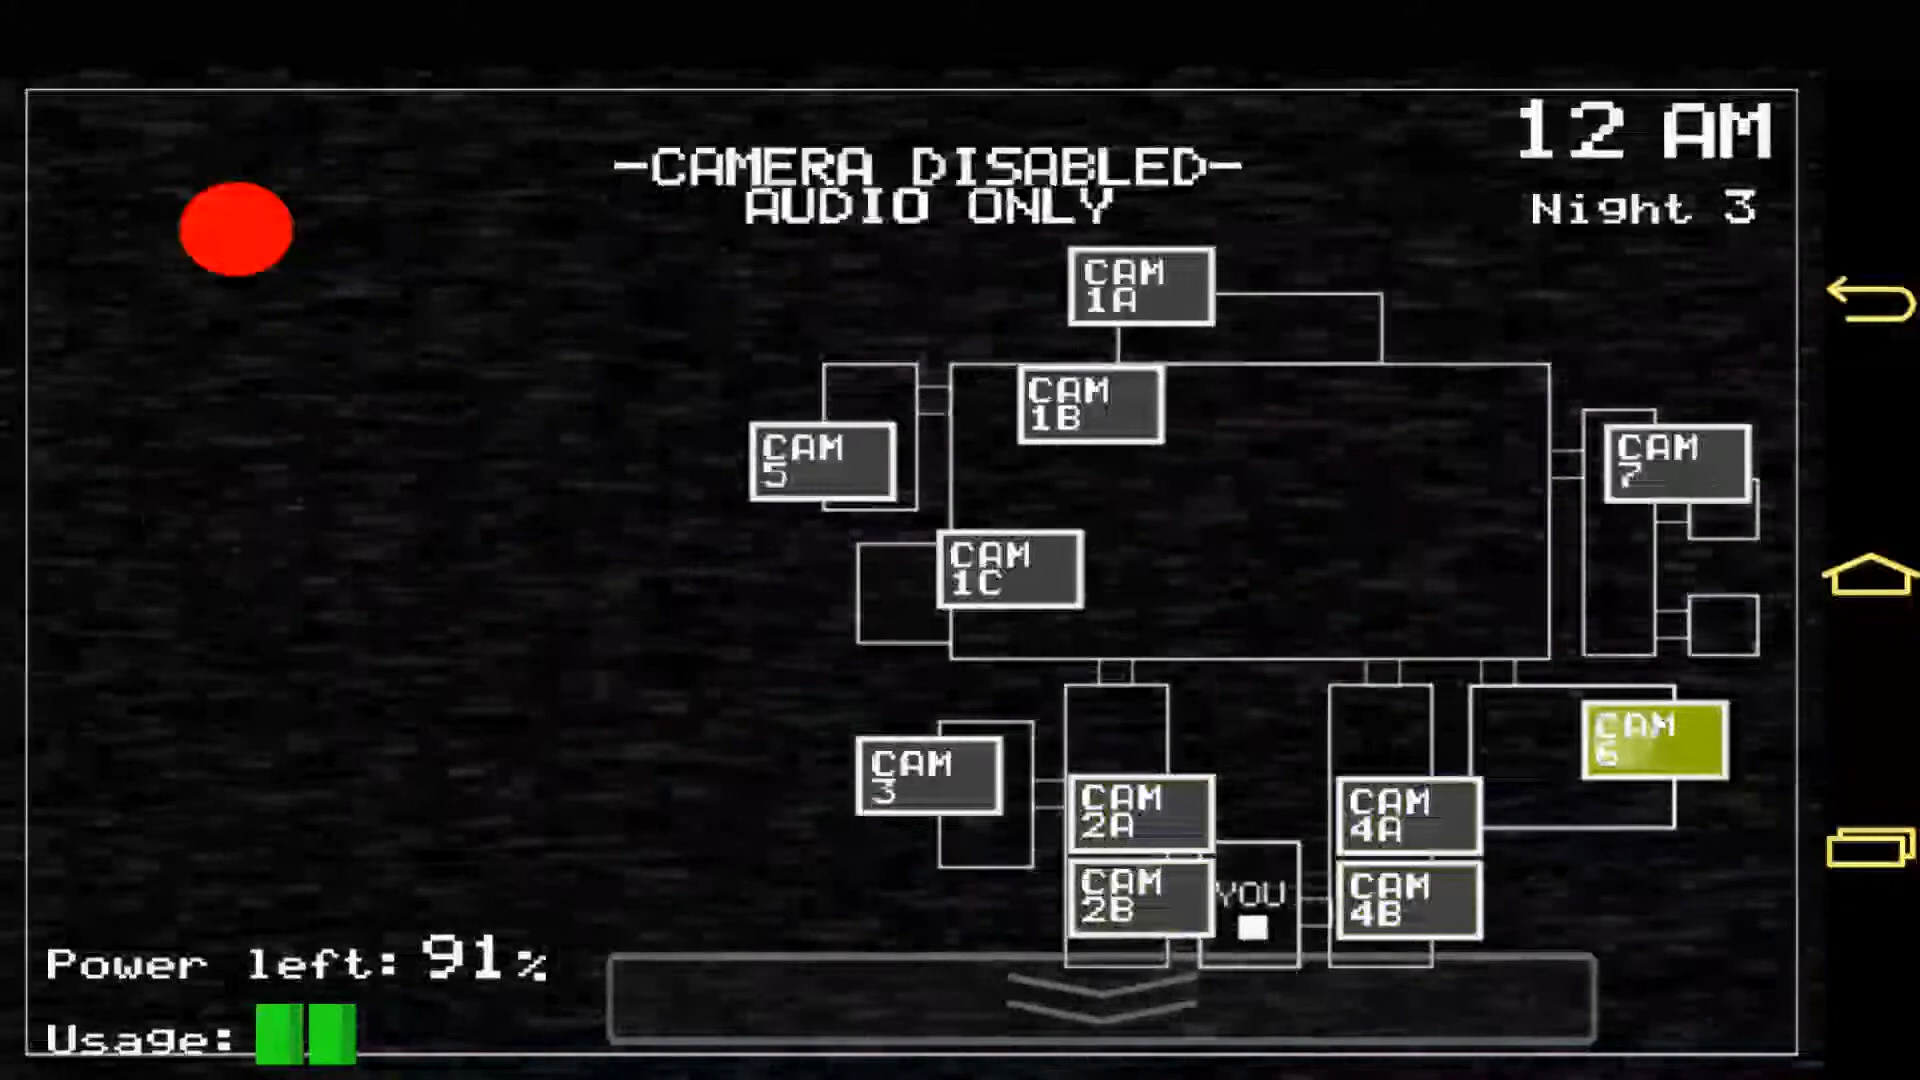 12 AM
-CAMERA DISABLED-
AUDIO ONLY
Night 3
CAM
1A
CAM
1B
CAM
5
CAM
7
CAM
1C
CAM
6
CAM
3
CAM
2A
CAM
4A
CAM
2B
YOU
CAM
4B
Power left: 91%
Usage: